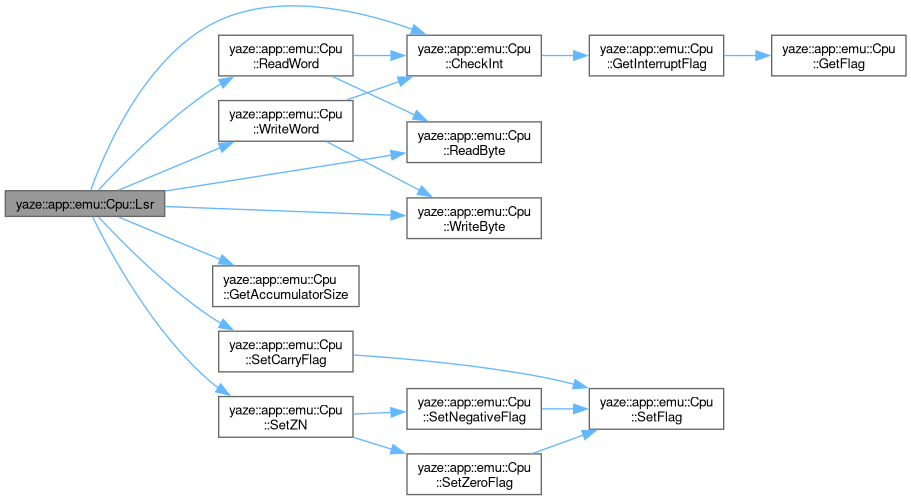 yaze::app::emu::Cpu::Lsr
yaze::app::emu::Cpu
::ReadWord
yaze::app::emu::Cpu
::WriteWord
yaze::app::emu::Cpu
::GetAccumulatorSize
yaze::app::emu::Cpu
::SetCarryFlag
yaze::app::emu::Cpu
::SetZN
yaze::app::emu::Cpu
::CheckInt
yaze::app::emu::Cpu
::ReadByte
yaze::app::emu::Cpu
::WriteByte
yaze::app::emu::Cpu
::SetNegativeFlag
yaze::app::emu::Cpu
::SetZeroFlag
yaze::app::emu::Cpu
::GetInterruptFlag
yaze::app::emu::Cpu
::SetFlag
yaze::app::emu::Cpu
::GetFlag